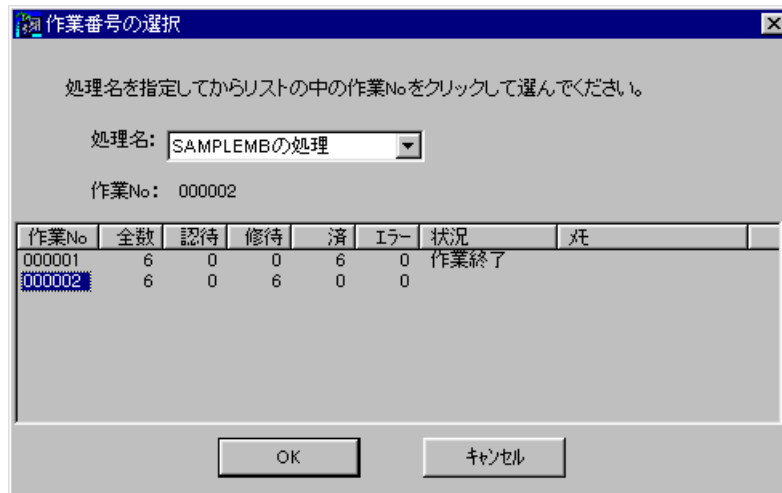 作業番号の選択
処理名を指定してからリストの中の作業Noをクリックして選んでください。
処理名： SAMPLEMBの処理
作業No： 000002
作業No 全数 認待 修待 済 ｴﾗｰ 状況 ﾒﾓ
000001 6 0 0 6 0 作業終了
000002 6 0 6 0 0
OK ｷｬﾝｾﾙ